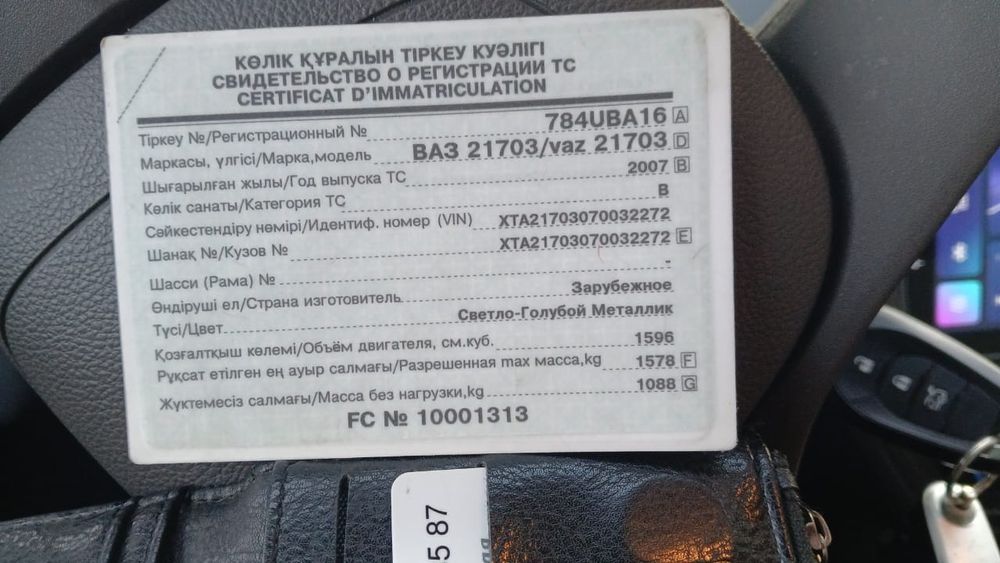 КӨЛІК ҚҰРАЛЫН ТІРКЕУ КУӘЛІГІ
СВИДЕТЕЛЬСТВО О РЕГИСТРАЦИИ ТС
CERTIFICAT D'IMMATRICULATION
Тіркеу №/Регистрационный № 784UBA16 A
Маркасы, үлгісі/Марка,модель ВАЗ 21703/vaz 21703 D
Шығарылған жылы/Год выпуска ТС 2007 B
Көлік санаты/Категория ТС B
Сәйкестендіру нөмірі/Идентиф. номер (VIN) XTA21703070032272
Шанақ №/Кузов № XTA21703070032272 E
Шасси (Рама) № -
Өндіруші ел/Страна изготовитель Зарубежное
Түсі/Цвет Светло-Голубой Металлик
Қозғалтқыш көлемі/Объём двигателя, см.куб. 1596
Рұқсат етілген ең ауыр салмағы/Разрешенная max масса,kg 1578 F
Жүктемесіз салмағы/Масса без нагрузки,kg 1088 G
FC № 10001313
5 87